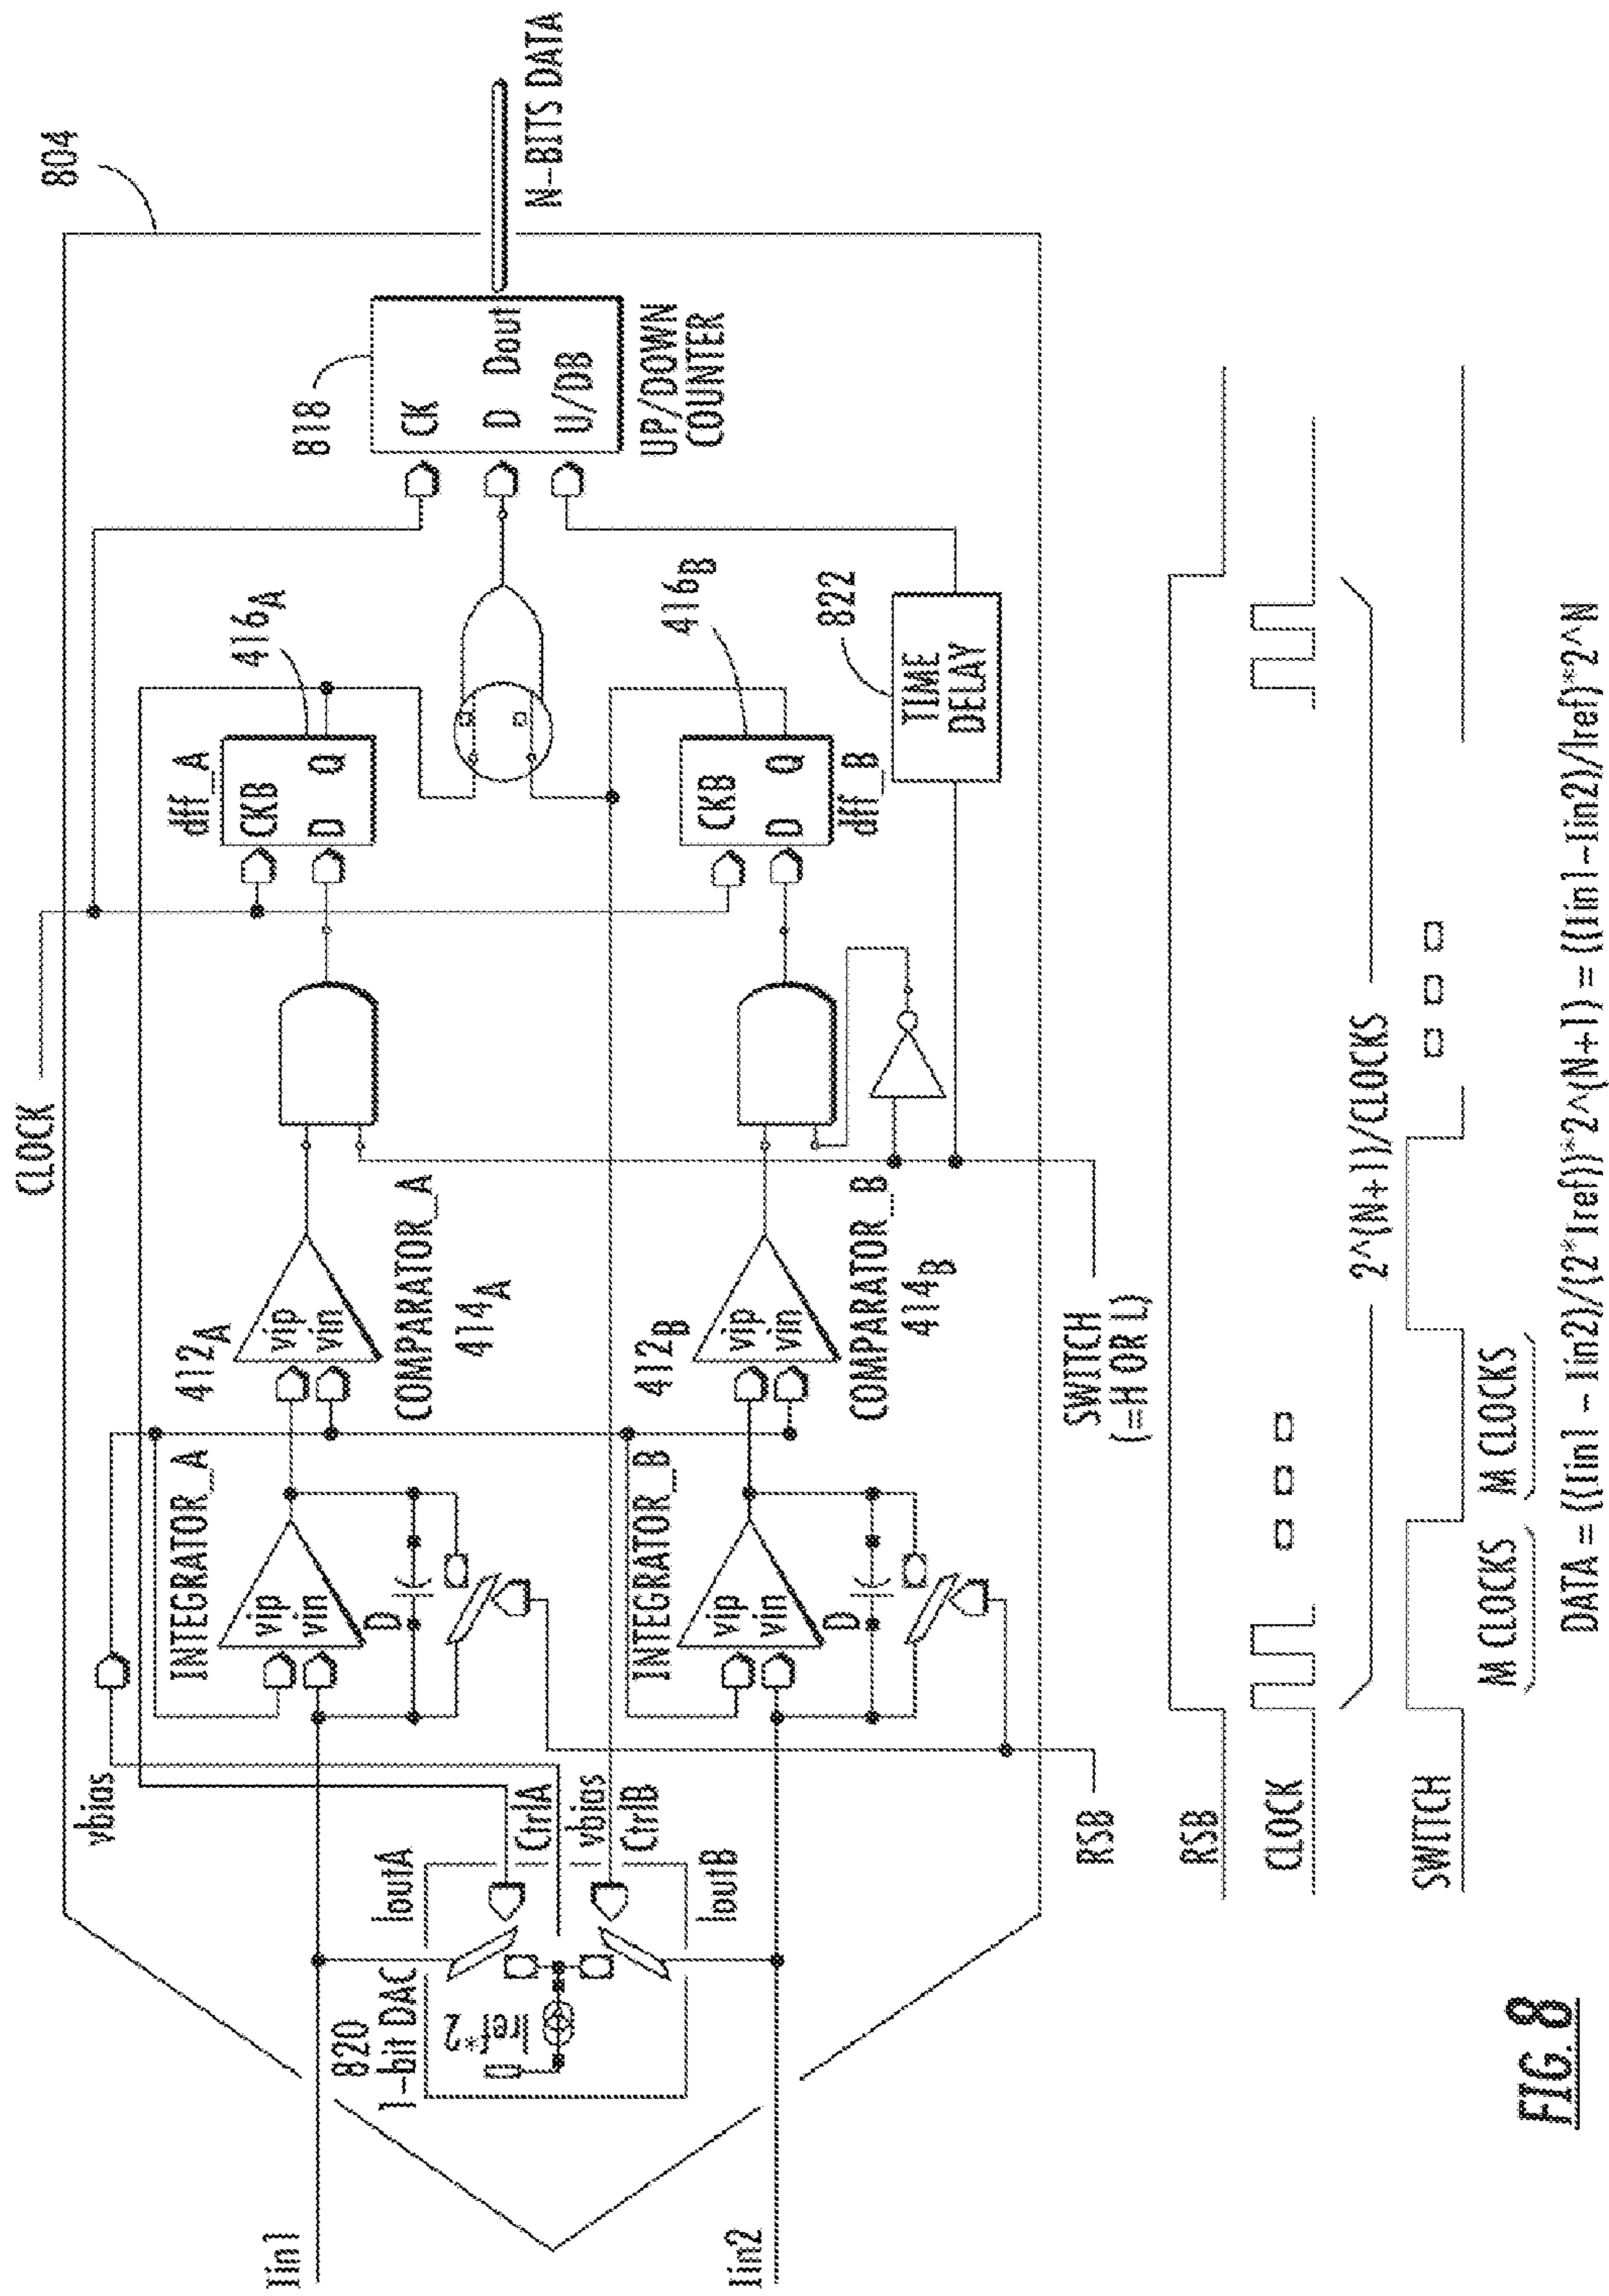 804
CLOCK
818
N-BITS DATA
CK
D Dout
U/DB
UP/DOWN
COUNTER
416A
dff_A
CKB
D Q
416B
CKB
D Q
dff_B
822
TIME
DELAY
412A
vip
vin
COMPARATOR_A
414A
412B
vip
vin
COMPARATOR_B
414B
INTEGRATOR_A
vip
vin
D
INTEGRATOR_B
vip
vin
D
vbias
IoutA
CtrlA
vbias
CtrlB
IoutB
820
1-bit DAC
Iref*2
Iin1
Iin2
SWITCH
(=H OR L)
RSB
RSB
CLOCK
2^(N+1)/CLOCKS
SWITCH
M CLOCKS M CLOCKS
DATA = ((Iin1 - Iin2)/(2*Iref))*2^(N+1) = ((Iin1-Iin2)/Iref)*2^N
FIG.8